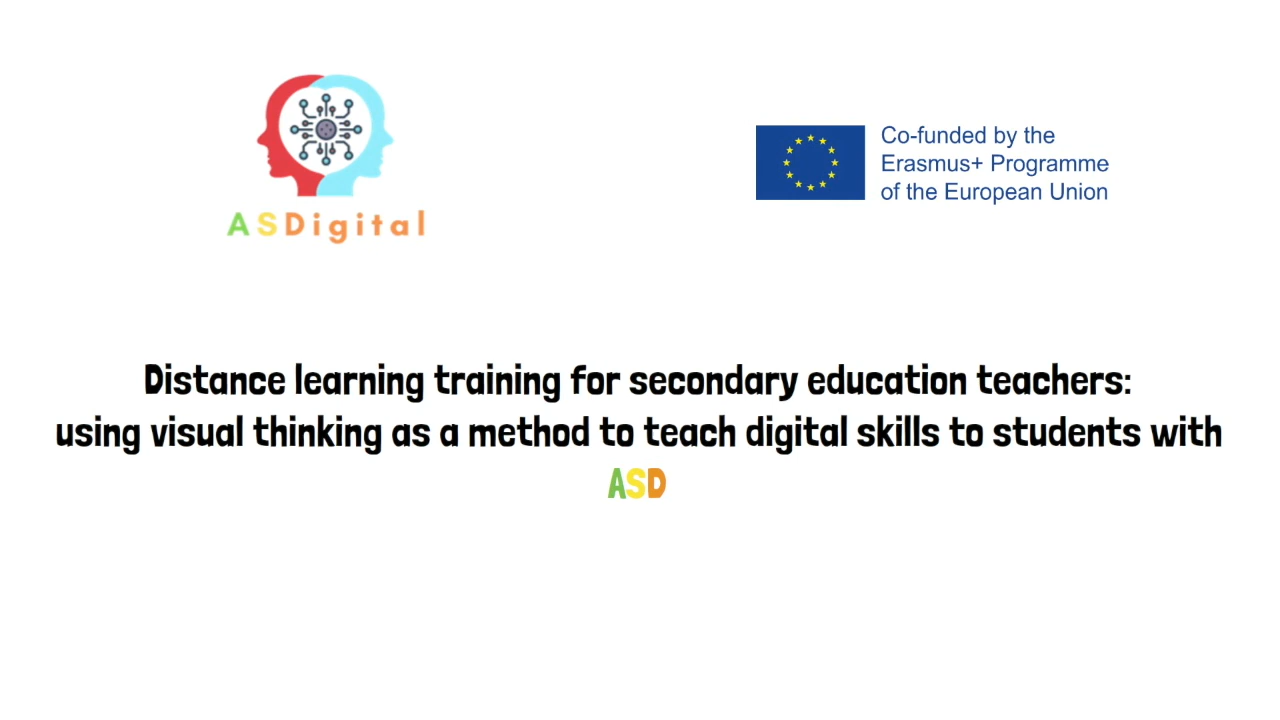 ASDigital
Co-funded by the
Erasmus+ Programme
of the European Union
Distance learning training for secondary education teachers:
using visual thinking as a method to teach digital skills to students with
ASD